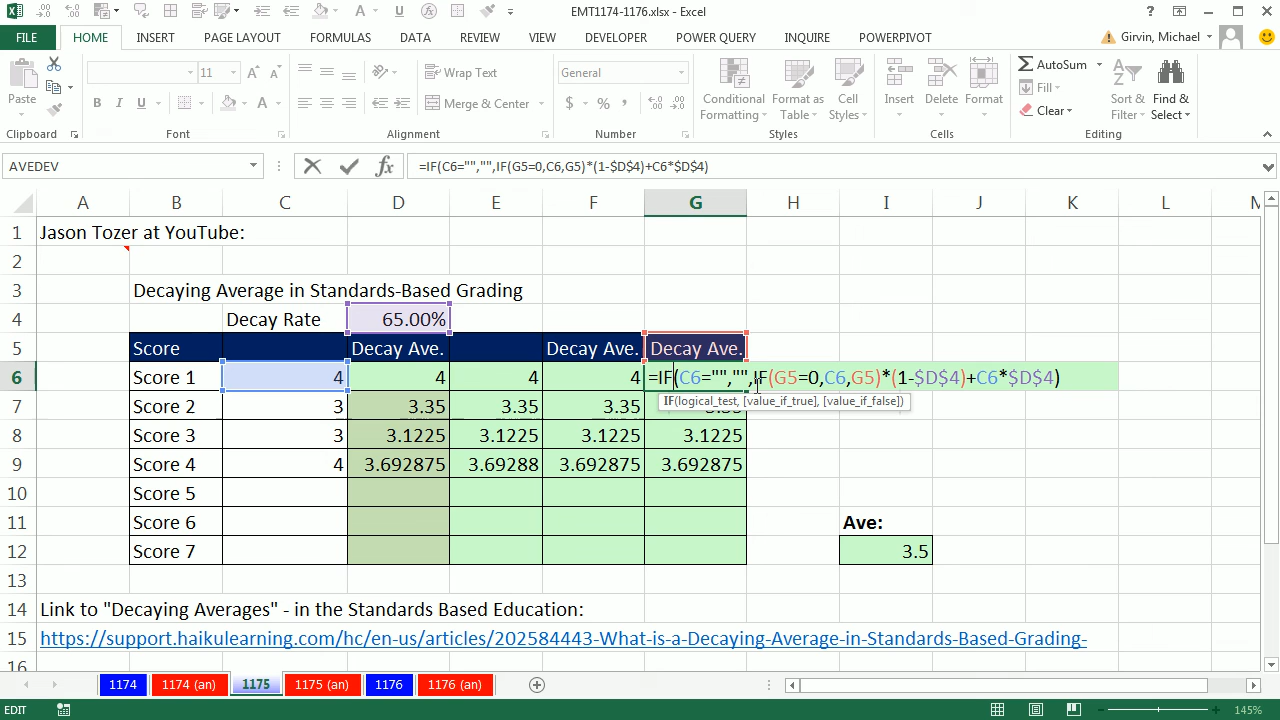 EMT1174-1176.xlsx - Excel
FILE HOME INSERT PAGE LAYOUT FORMULAS DATA REVIEW VIEW DEVELOPER POWER QUERY INQUIRE POWERPIVOT Girvin, Michael
Paste
11
Wrap Text
Merge & Center
General
Conditional Formatting
Format as Table
Cell Styles
Insert Delete Format
AutoSum
Fill
Clear
Sort & Filter
Find & Select
Clipboard Font Alignment Number Styles Cells Editing
AVEDEV =IF(C6="","",IF(G5=0,C6,G5)*(1-$D$4)+C6*$D$4)
A B C D E F G H I J K L M
1 Jason Tozer at YouTube:
2
3 Decaying Average in Standards-Based Grading
4 Decay Rate 65.00%
5 Score Decay Ave. Decay Ave. Decay Ave.
6 Score 1 4 4 4 4 =IF(C6="","",IF(G5=0,C6,G5)*(1-$D$4)+C6*$D$4)
IF(logical_test, [value_if_true], [value_if_false])
7 Score 2 3 3.35 3.35 3.35
8 Score 3 3 3.1225 3.1225 3.1225 3.1225
9 Score 4 4 3.692875 3.69288 3.692875 3.692875
10 Score 5
11 Score 6 Ave:
12 Score 7 3.5
13
14 Link to "Decaying Averages" - in the Standards Based Education:
15 https://support.haikulearning.com/hc/en-us/articles/202584443-What-is-a-Decaying-Average-in-Standards-Based-Grading-
16
1174 1174 (an) 1175 1175 (an) 1176 1176 (an)
EDIT 145%